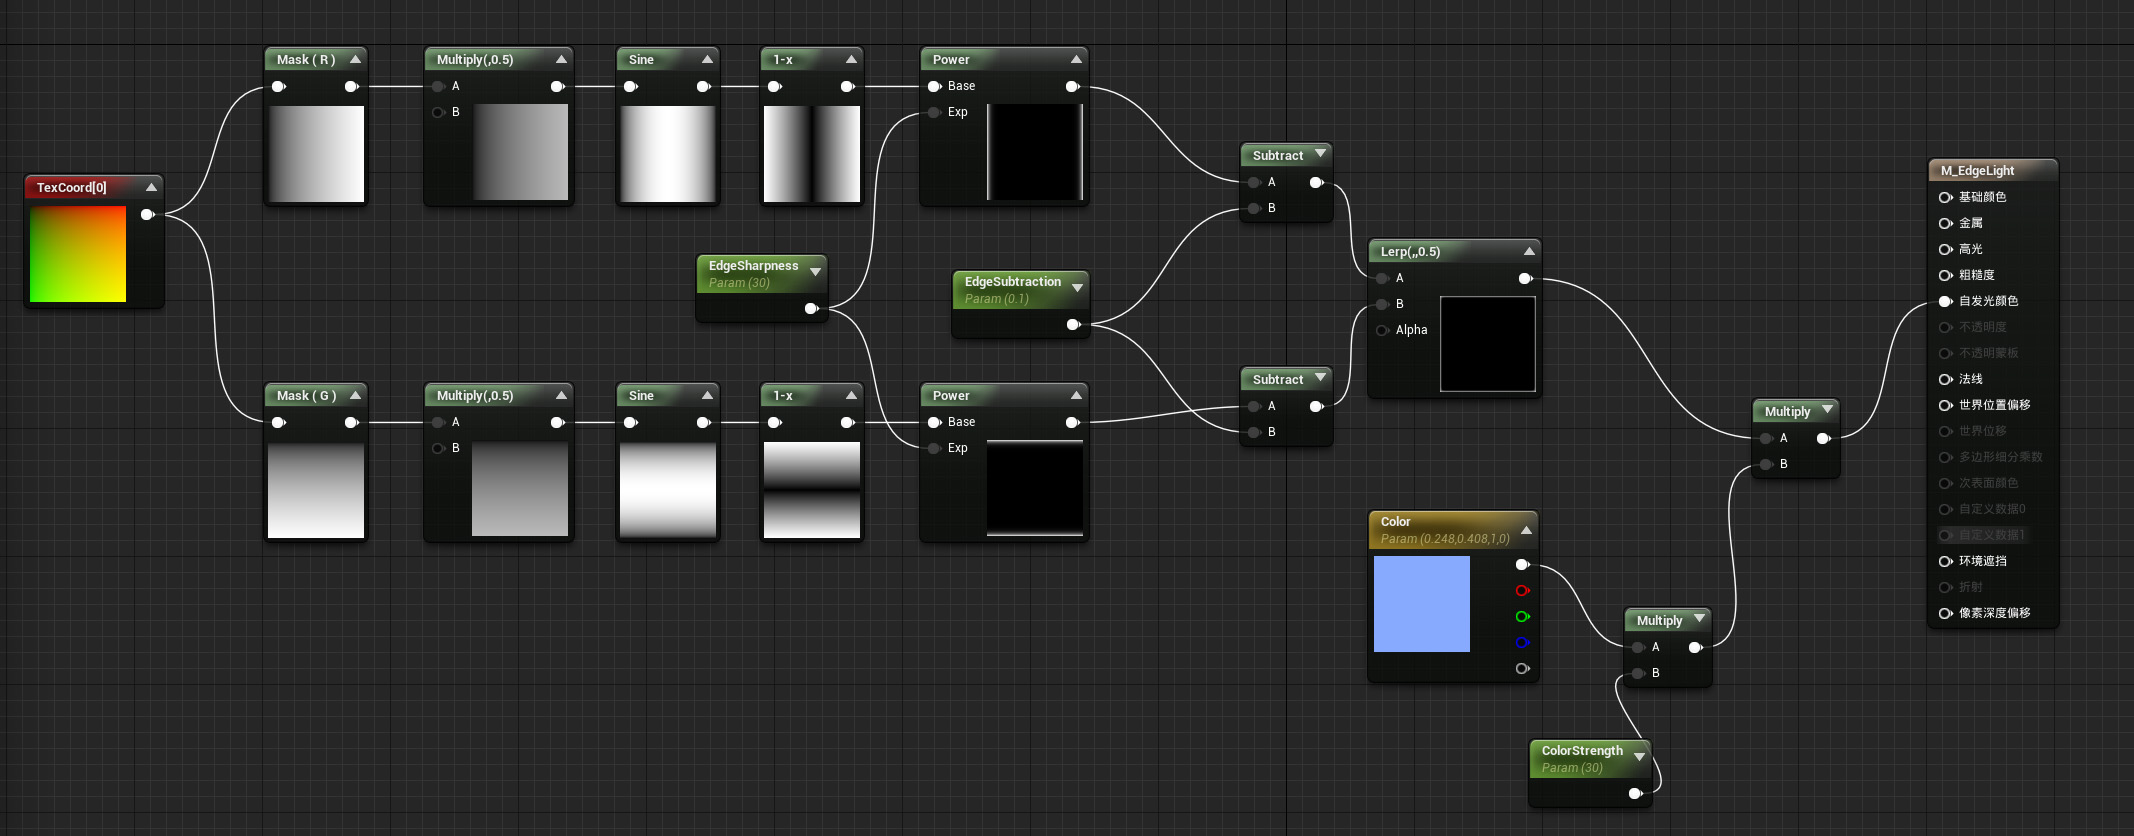 TexCoord[0]
Mask ( R )
Multiply(,0.5)
A
B
Sine
1-x
Power
Base
Exp
EdgeSharpness
Param (30)
EdgeSubtraction
Param (0.1)
Mask ( G )
Multiply(,0.5)
A
B
Sine
1-x
Power
Base
Exp
Subtract
A
B
Subtract
A
B
Lerp(,,0.5)
A
B
Alpha
Color
Param (0.248,0.408,1,0)
Multiply
A
B
ColorStrength
Param (30)
Multiply
A
B
M_EdgeLight
基础颜色
金属
高光
粗糙度
自发光颜色
不透明度
不透明蒙板
法线
世界位置偏移
世界位移
多边形细分乘数
次表面颜色
自定义数据0
自定义数据1
环境遮挡
折射
像素深度偏移